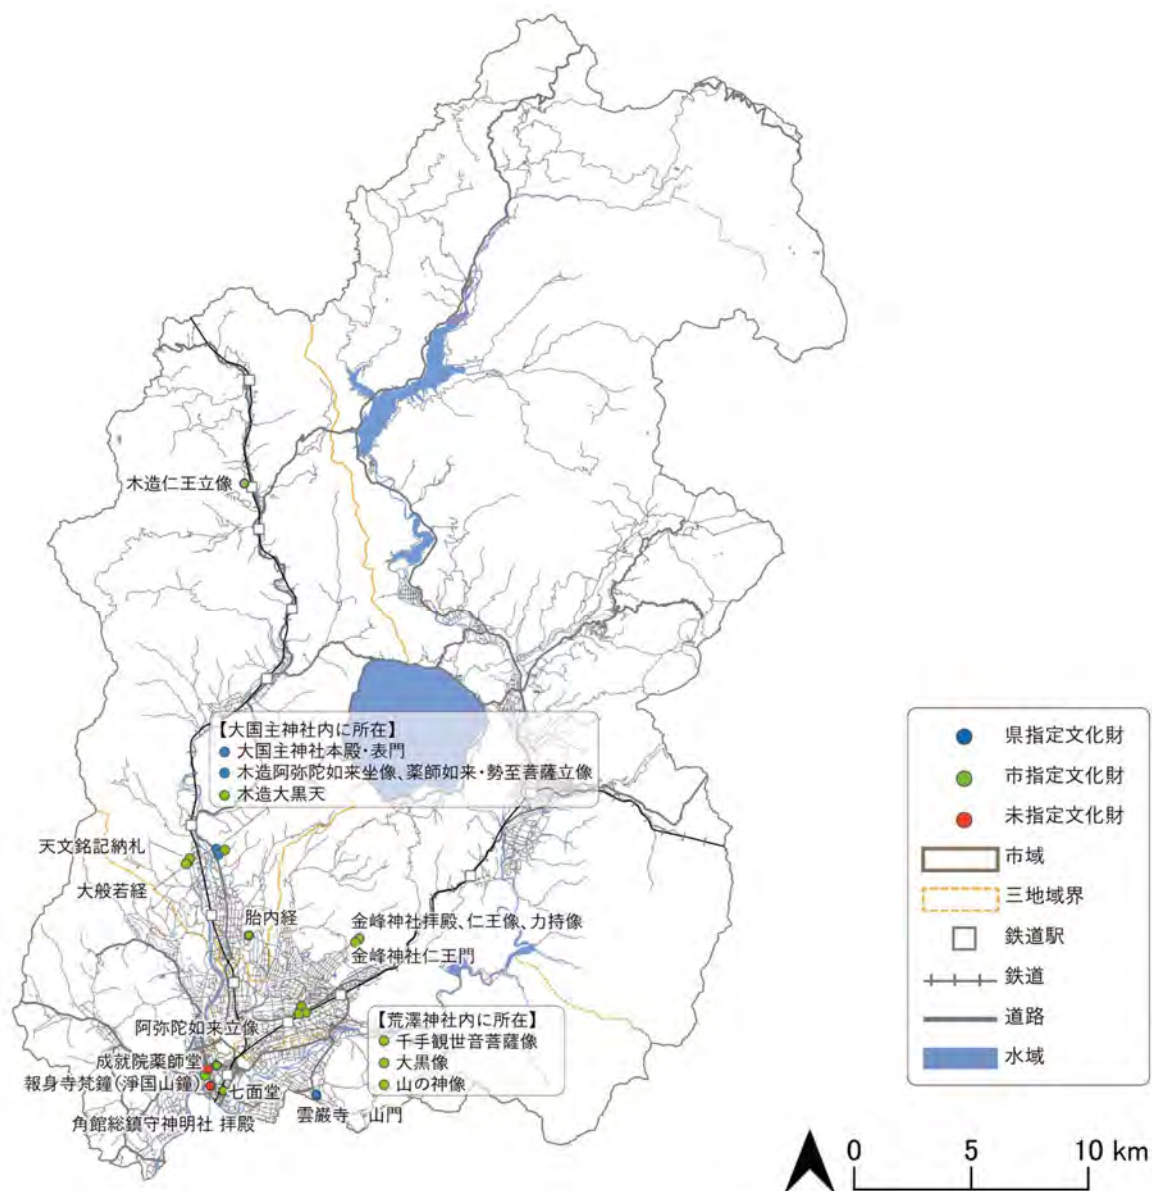 木造仁王立像
【大国主神社内に所在】
大国主神社本殿・表門
木造阿弥陀如来坐像、薬師如来・勢至菩薩立像
木造大黒天
天文銘記納札
大般若経
胎内経
金峰神社拝殿、仁王像、力持像
金峰神社仁王門
阿弥陀如来立像
【荒澤神社内に所在】
千手観世音菩薩像
大黒像
山の神像
成就院薬師堂
報身寺梵鐘(淨国山鐘)
七面堂
角館総鎮守神明社 拝殿
雲巌寺 山門
県指定文化財
市指定文化財
未指定文化財
市域
三地域界
鉄道駅
鉄道
道路
水域
0 5 10 km